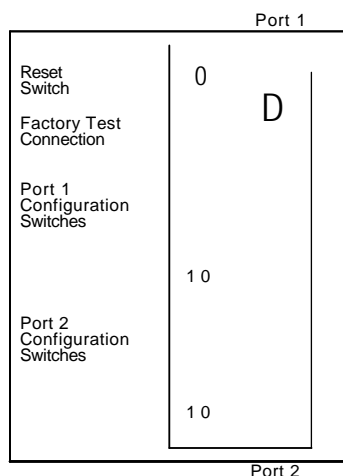 Port 1
Reset
Switch
0
D
Factory Test
Connection
Port 1
Configuration
Switches
1 0
Port 2
Configuration
Switches
1 0
Port 2